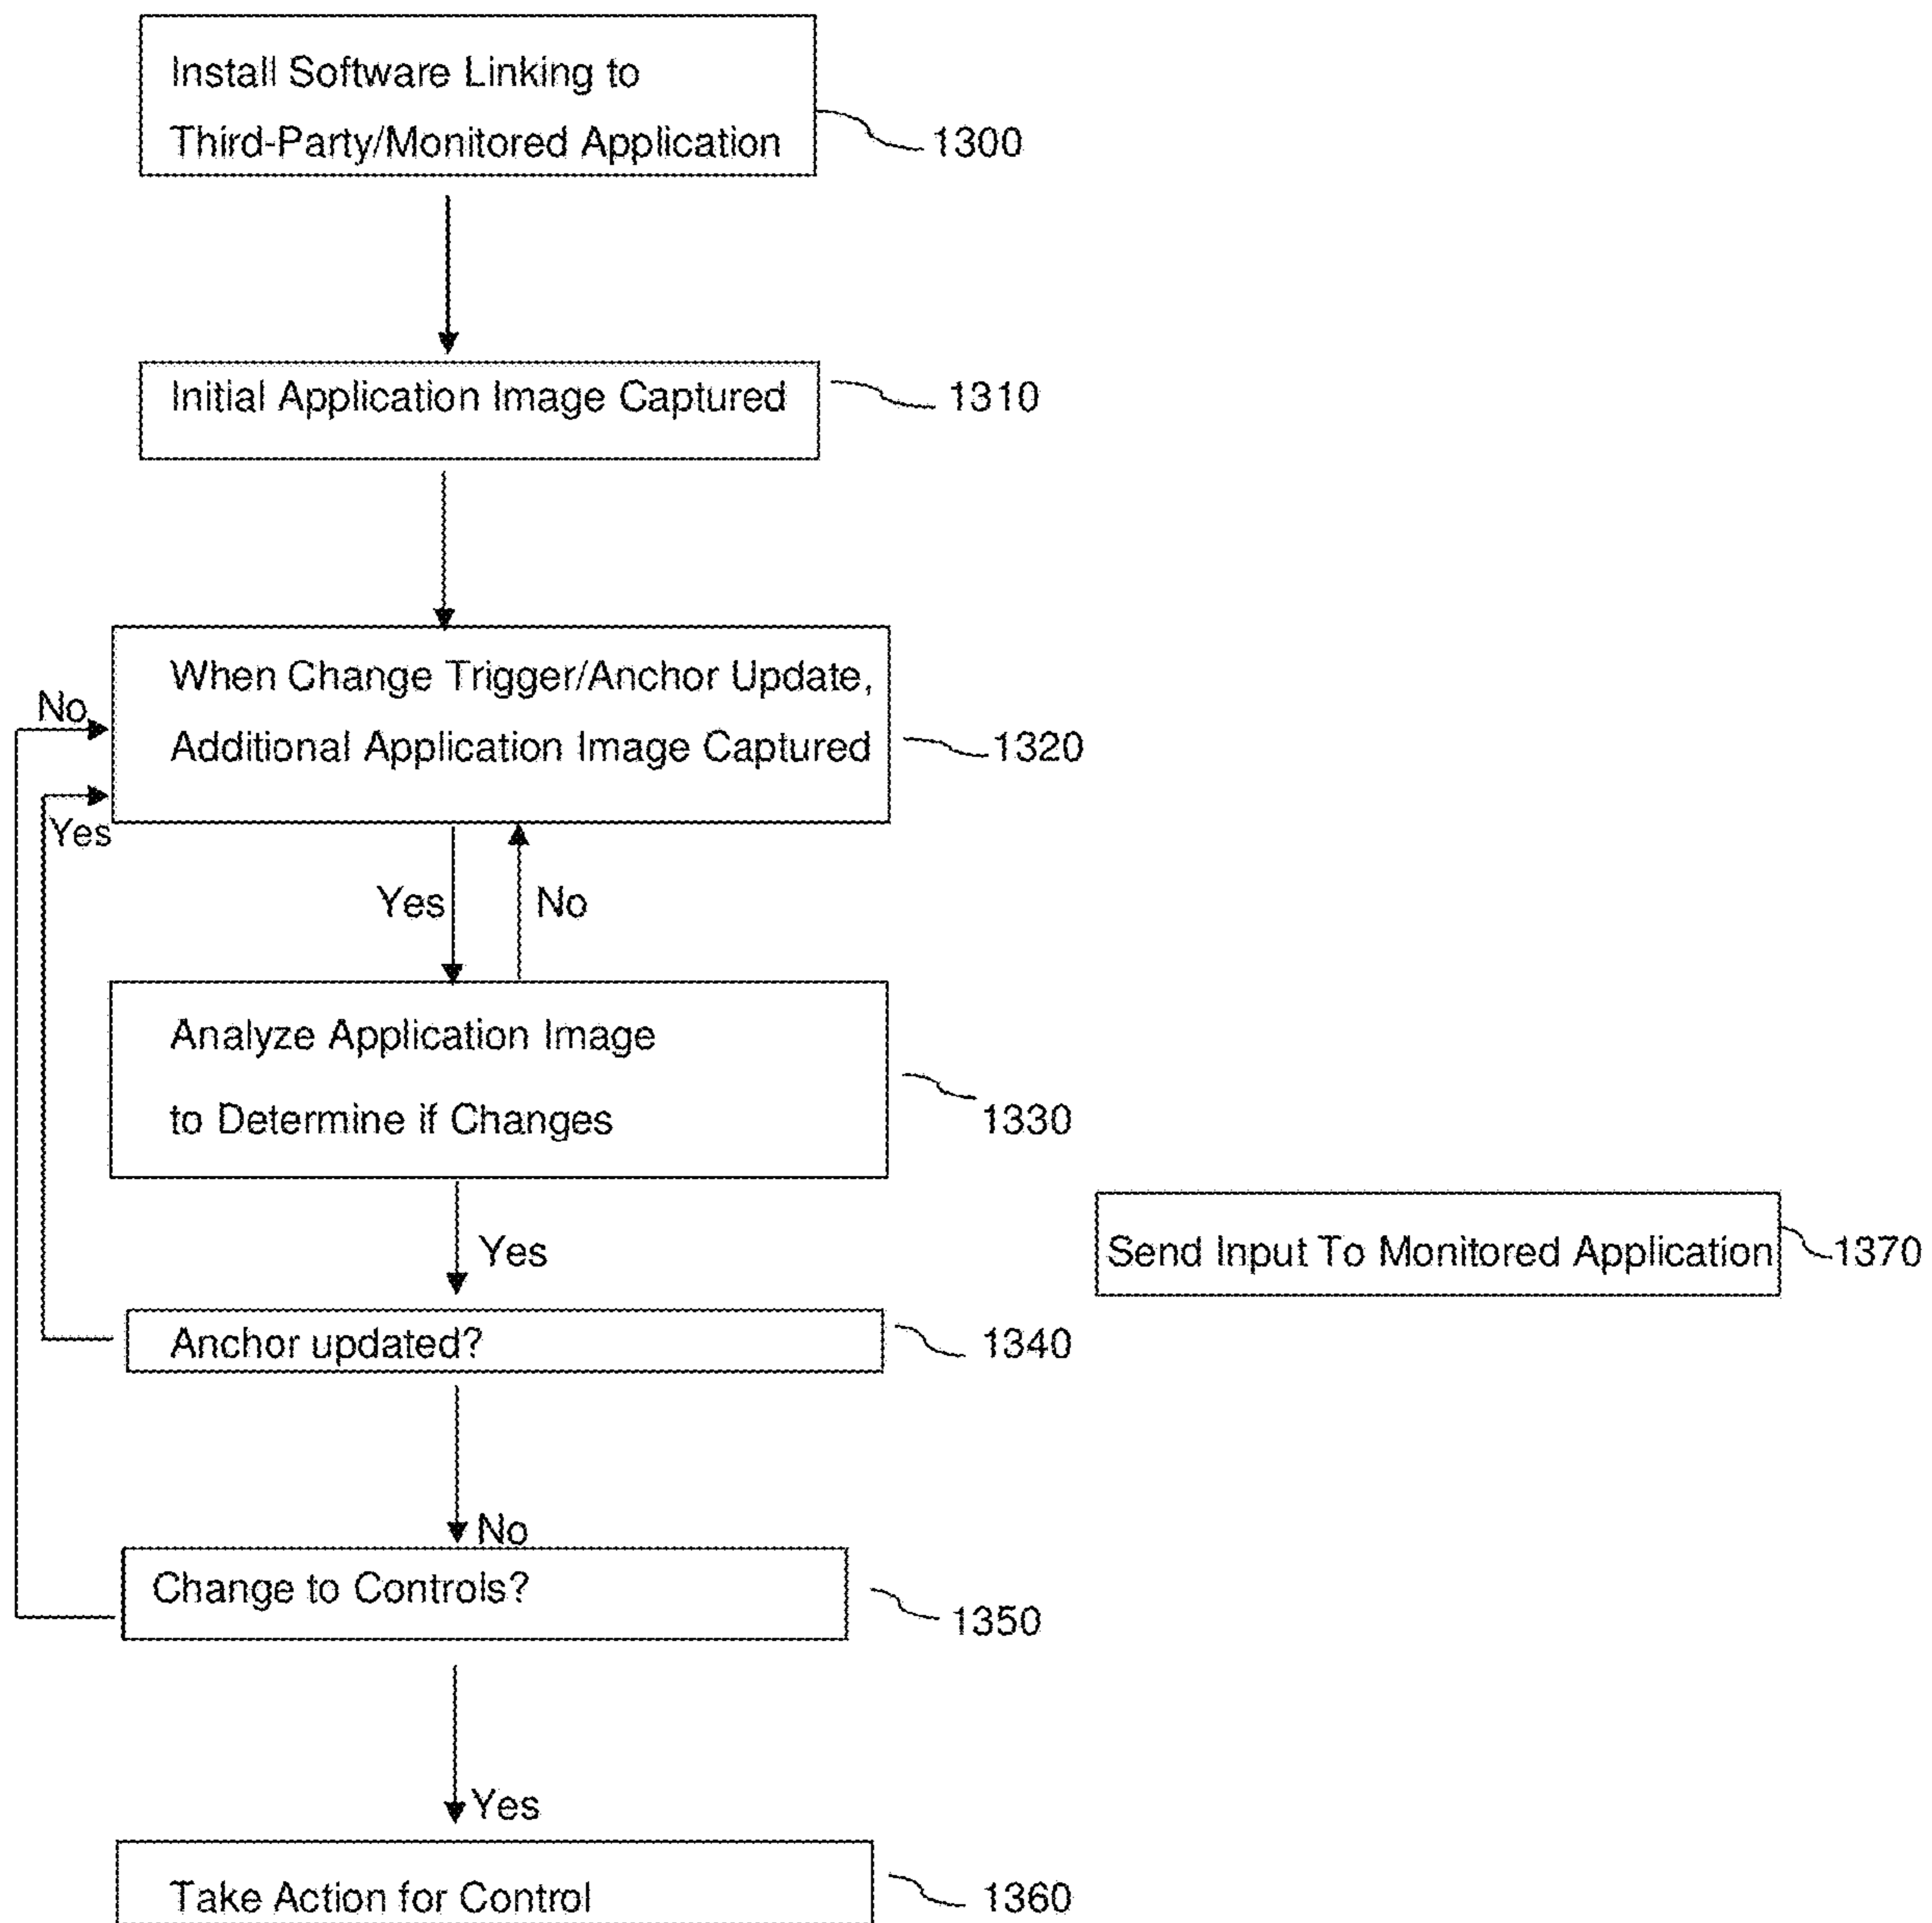 Install Software Linking to
Third-Party/Monitored Application
1300
Initial Application Image Captured
1310
When Change Trigger/Anchor Update,
Additional Application Image Captured
1320
No
Yes
Yes
No
Analyze Application Image
to Determine if Changes
1330
Yes
Send Input To Monitored Application
1370
Anchor updated?
1340
No
Change to Controls?
1350
Yes
Take Action for Control
1360